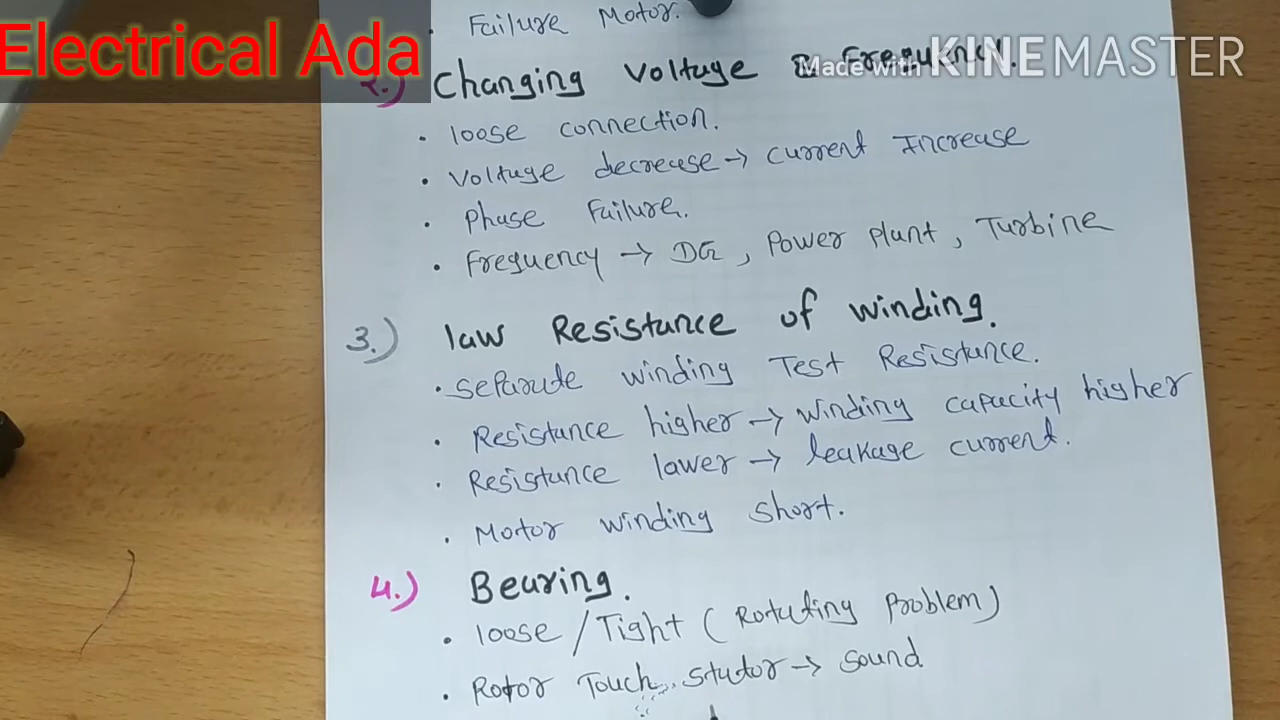 Electrical Ada
Made with KINEMASTER
• Failure Motor.
2.) Changing Voltage & Frequency.
• loose connection.
• Voltage decrease → current Increase
• Phase Failure.
• Frequency → DG, Power Plant, Turbine
3.) law Resistance of winding.
• Separate winding Test Resistance.
• Resistance higher → winding capacity higher
• Resistance lower → leakage current.
• Motor winding short.
4.) Bearing.
• loose / Tight ( Rotating Problem)
• Rotor Touch stator → sound